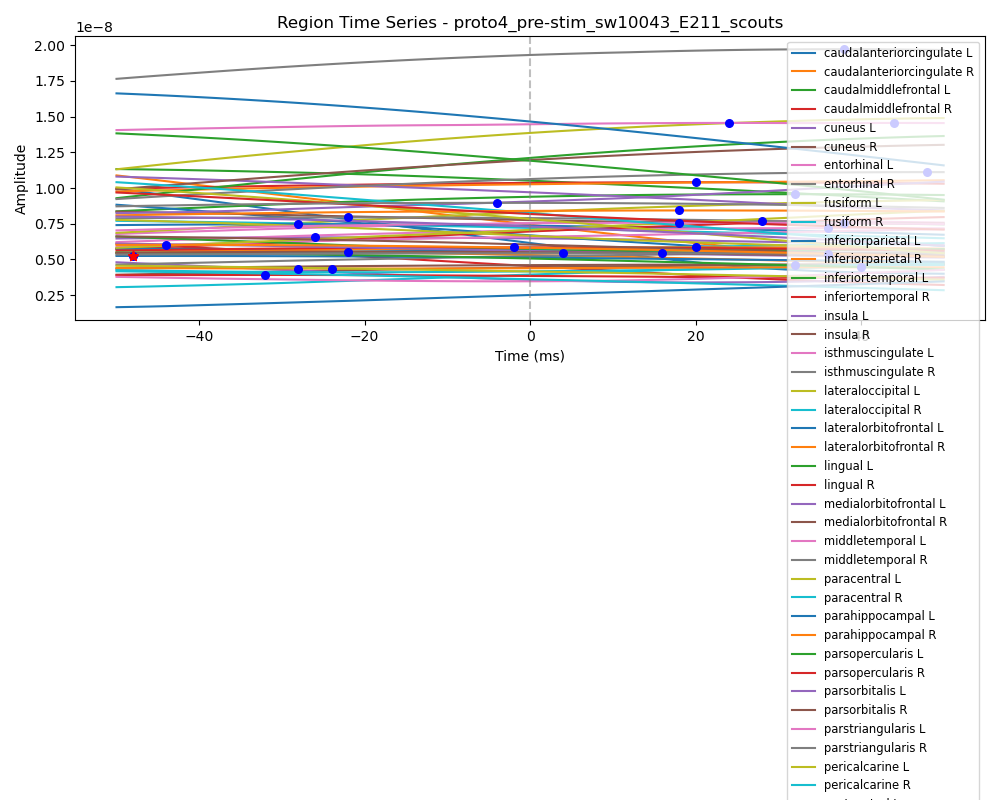 Region Time Series - proto4_pre-stim_sw10043_E211_scouts
1e−8
2.00
1.75
1.50
1.25
1.00
0.75
0.50
0.25
Amplitude
−40
−20
0
20
40
Time (ms)
caudalanteriorcingulate L
caudalanteriorcingulate R
caudalmiddlefrontal L
caudalmiddlefrontal R
cuneus L
cuneus R
entorhinal L
entorhinal R
fusiform L
fusiform R
inferiorparietal L
inferiorparietal R
inferiortemporal L
inferiortemporal R
insula L
insula R
isthmuscingulate L
isthmuscingulate R
lateraloccipital L
lateraloccipital R
lateralorbitofrontal L
lateralorbitofrontal R
lingual L
lingual R
medialorbitofrontal L
medialorbitofrontal R
middletemporal L
middletemporal R
paracentral L
paracentral R
parahippocampal L
parahippocampal R
parsopercularis L
parsopercularis R
parsorbitalis L
parsorbitalis R
parstriangularis L
parstriangularis R
pericalcarine L
pericalcarine R